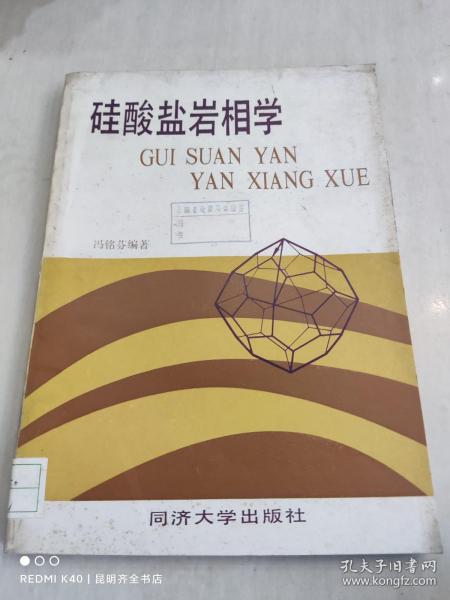 硅酸盐岩相学
GUI SUAN YAN
YAN XIANG XUE
冯铭芬编著
同济大学出版社
REDMI K40 | 昆明齐全书店
孔夫子旧书网
www.kongfz.com